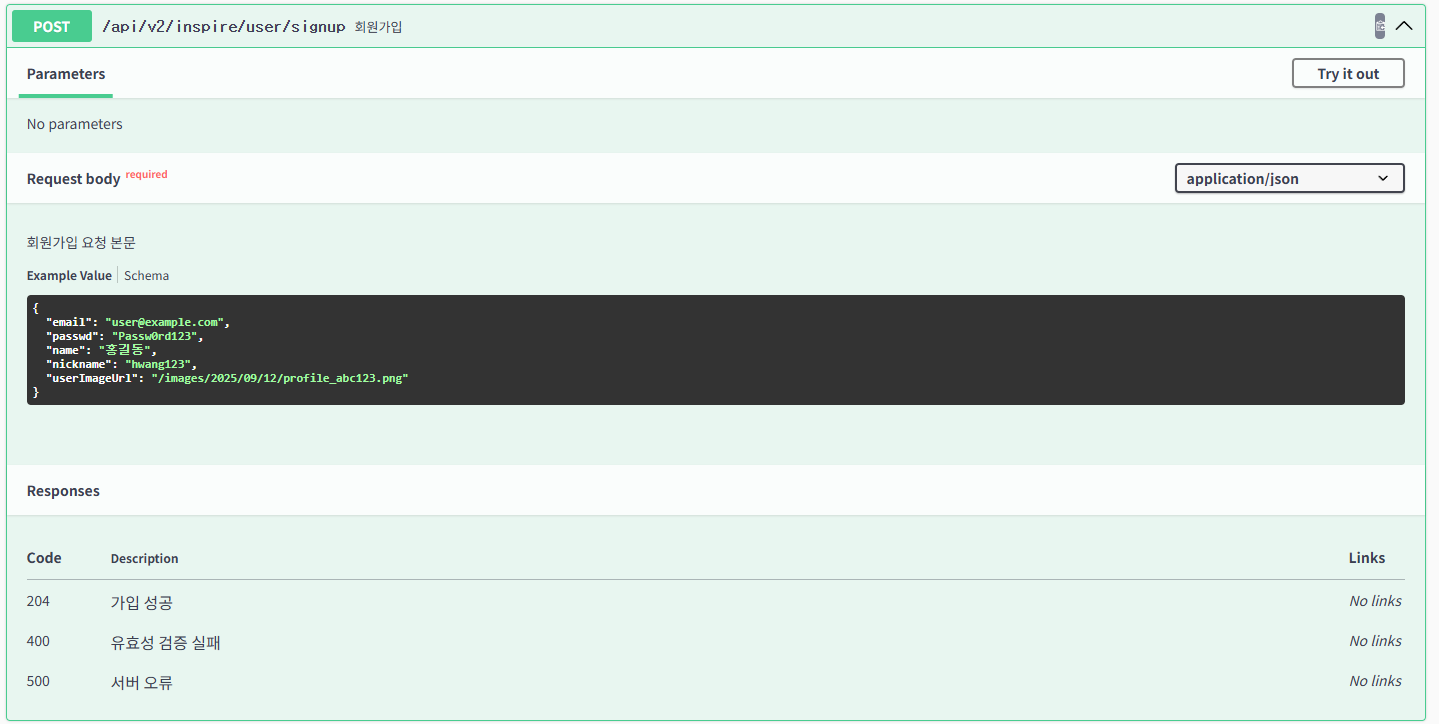 POST /api/v2/inspire/user/signup 회원가입
Parameters Try it out
No parameters
Request body required application/json
회원가입 요청 본문
Example Value Schema
{
"email": "user@example.com",
"passwd": "Passw0rd123",
"name": "홍길동",
"nickname": "hwang123",
"userImageUrl": "/images/2025/09/12/profile_abc123.png"
}
Responses
Code Description Links
204 가입 성공 No links
400 유효성 검증 실패 No links
500 서버 오류 No links